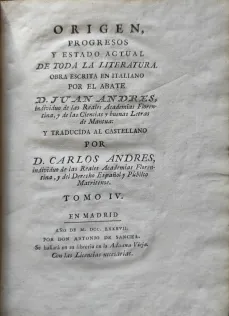 ORIGEN,
PROGRESOS
Y ESTADO ACTUAL
DE TODA LA LITERATURA.
OBRA ESCRITA EN ITALIANO
POR EL ABATE
D. JUAN ANDRES,
individuo de las Reales Academias Floren-
tina, y de las Ciencias y buenas Letras
de Mantua:
Y TRADUCIDA AL CASTELLANO
POR
D. CARLOS ANDRES,
individuo de las Reales Academias Floren-
tina, y del Derecho Español y Público
Matritense.
TOMO IV.
EN MADRID
AÑO DE M. DCC. LXXXVII.
POR DON ANTONIO DE SANCHA.
Se hallará en su librería en la Aduana Vieja.
Con las Licencias necesarias.